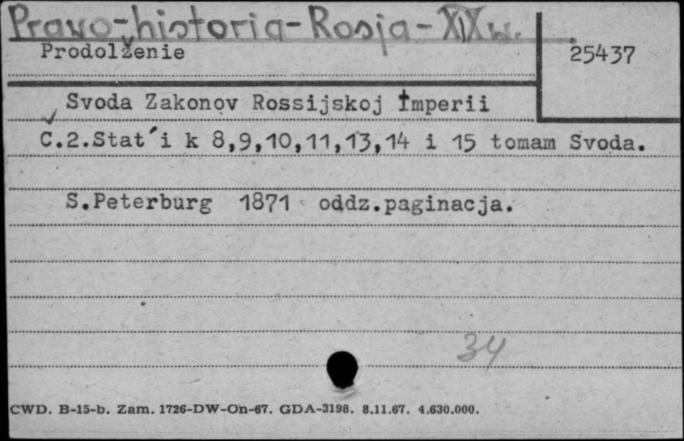 Prawo-historia-Rosja-XIX w.
Prodolženie
25437
Svoda Zakonov Rossijskoj Imperii
Č.2.Stat´i k 8,9,10,11,13,14 i 15 tomam Svoda.
S.Peterburg 1871 oddz.paginacja.
34
CWD. B-15-b. Zam. 1726-DW-On-67. GDA-3198. 8.11.67. 4.630.000.